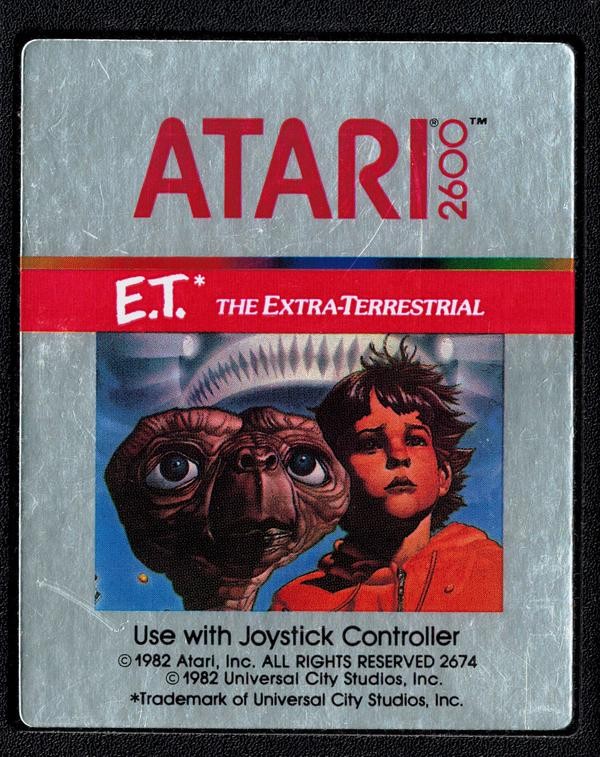 ATARI® 2600™
E.T.* THE EXTRA-TERRESTRIAL
Use with Joystick Controller
© 1982 Atari, Inc. ALL RIGHTS RESERVED 2674
© 1982 Universal City Studios, Inc.
*Trademark of Universal City Studios, Inc.